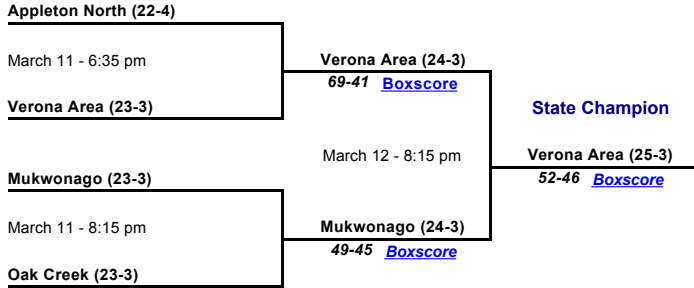 Appleton North (22-4)
March 11 - 6:35 pm
Verona Area (23-3)
Verona Area (24-3)
69-41 Boxscore
State Champion
March 12 - 8:15 pm
Verona Area (25-3)
52-46 Boxscore
Mukwonago (23-3)
March 11 - 8:15 pm
Oak Creek (23-3)
Mukwonago (24-3)
49-45 Boxscore